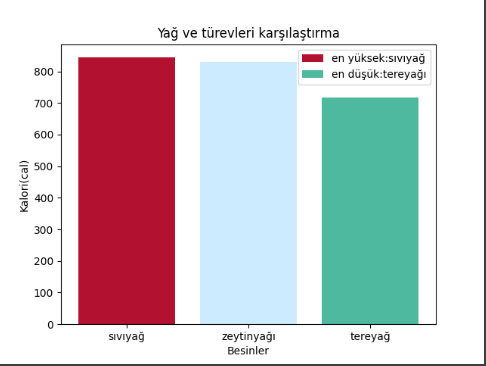 Yağ ve türevleri karşılaştırma
en yüksek:sıvıyağ
en düşük:tereyağı
Kalori(cal)
800
700
600
500
400
300
200
100
0
sıvıyağ zeytinyağı tereyağ
Besinler